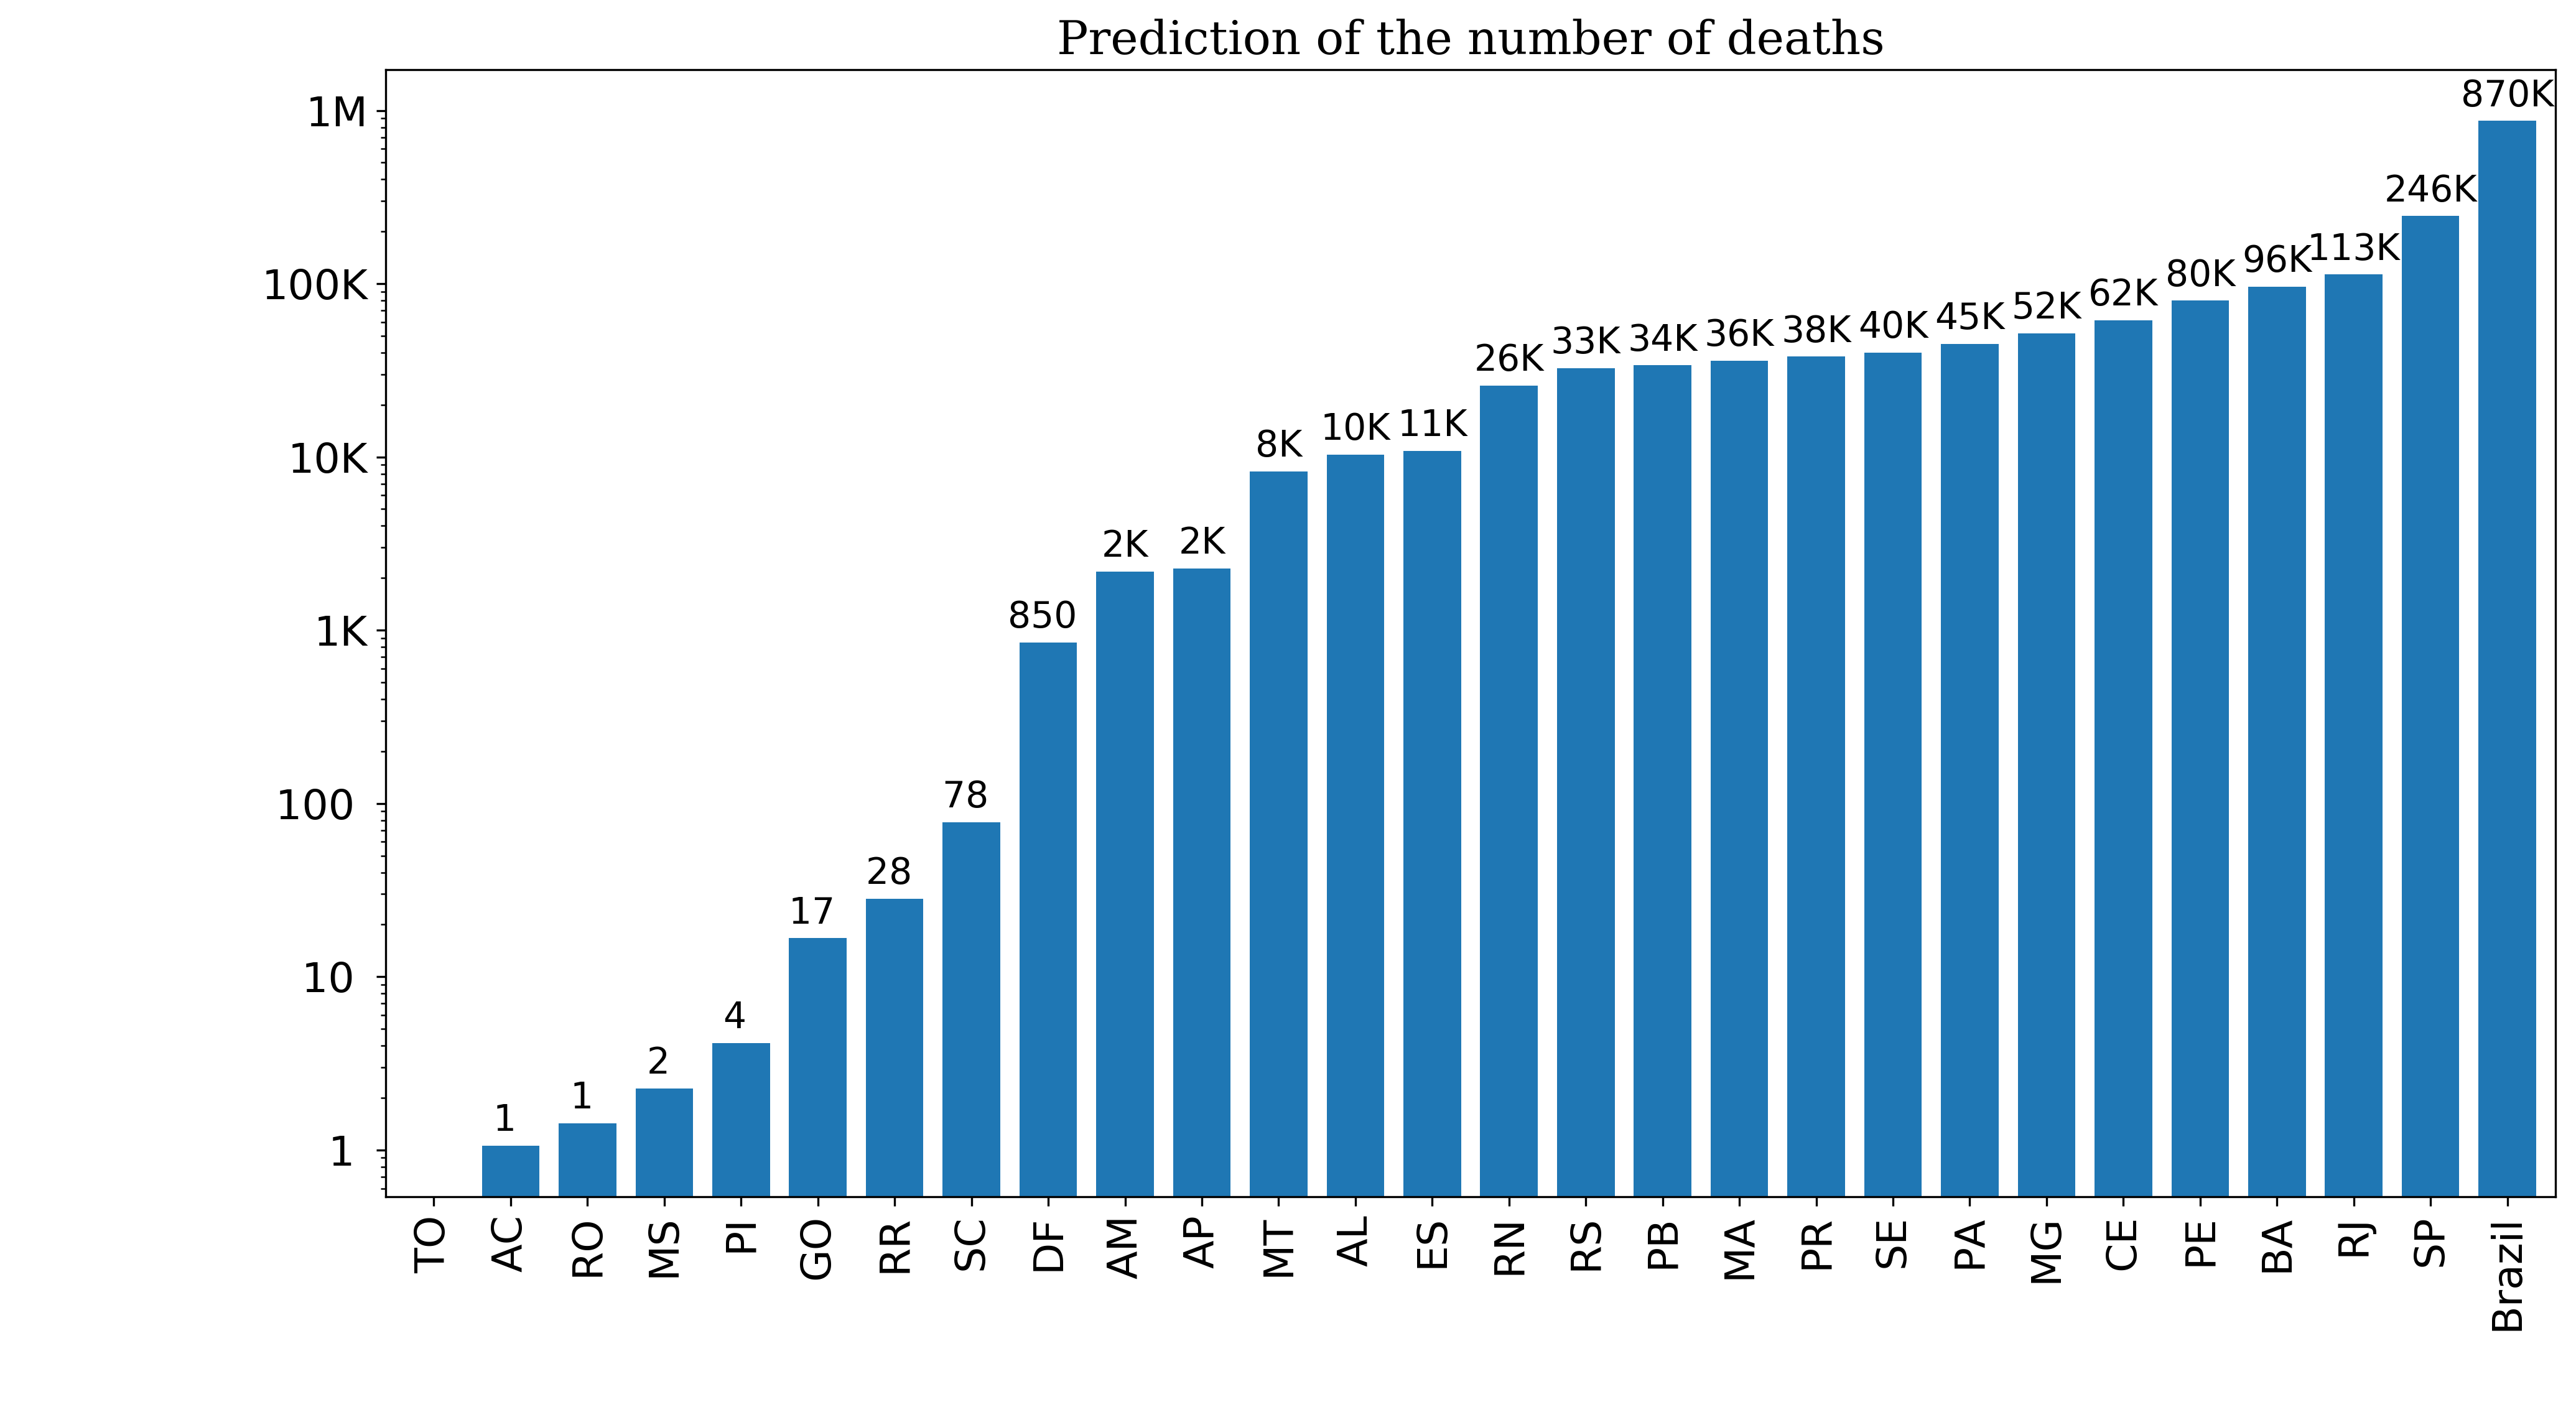 Prediction of the number of deaths
1M
100K
10K
1K
100
10
1
1
1
2
4
17
28
78
850
2K
2K
8K
10K
11K
26K
33K
34K
36K
38K
40K
45K
52K
62K
80K
96K
113K
246K
870K
TO
AC
RO
MS
PI
GO
RR
SC
DF
AM
AP
MT
AL
ES
RN
RS
PB
MA
PR
SE
PA
MG
CE
PE
BA
RJ
SP
Brazil